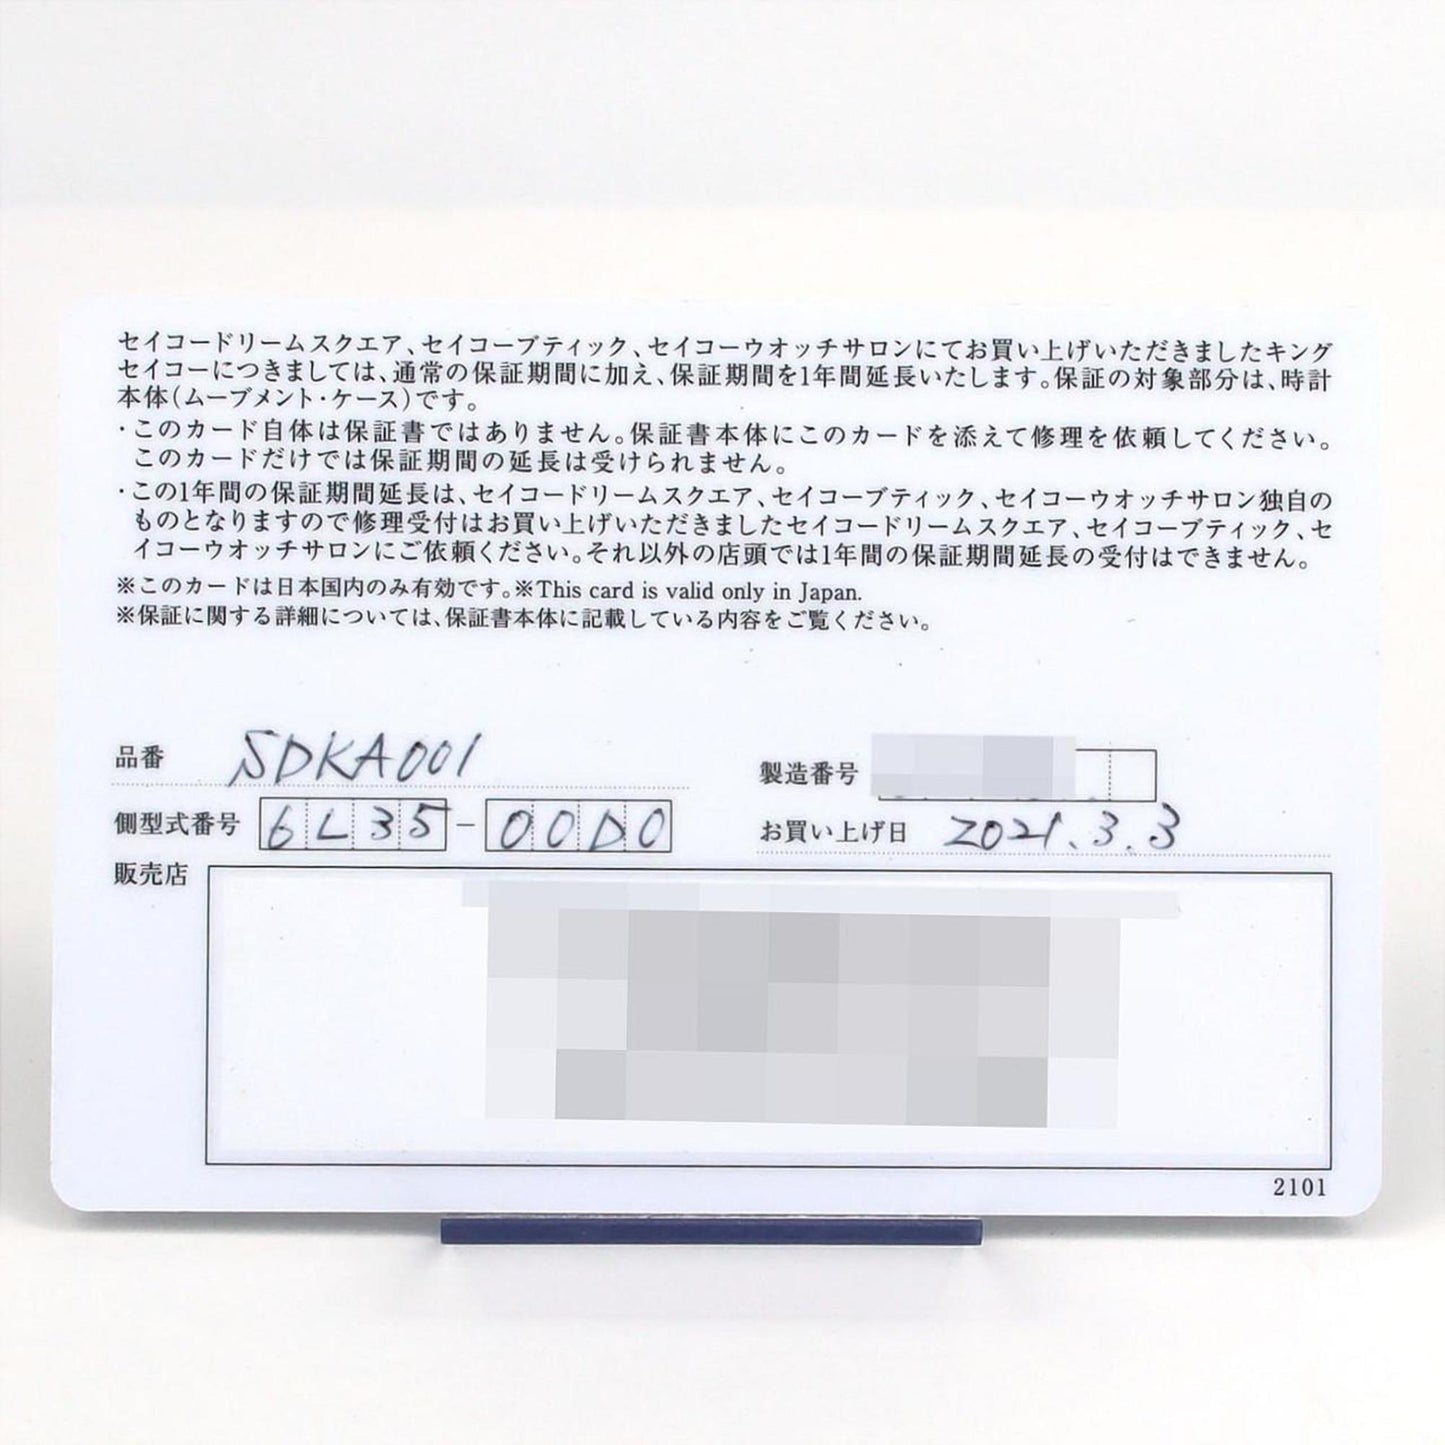 セイコードリームスクエア、セイコーブティック、セイコーウオッチサロンにてお買い上げいただきましたキング
セイコーにつきましては、通常の保証期間に加え、保証期間を1年間延長いたします。保証の対象部分は、時計
本体(ムーブメント・ケース)です。
・このカード自体は保証書ではありません。保証書本体にこのカードを添えて修理を依頼してください。
このカードだけでは保証期間の延長は受けられません。
・この1年間の保証期間延長は、セイコードリームスクエア、セイコーブティック、セイコーウオッチサロン独自の
ものとなりますので修理受付はお買い上げいただきましたセイコードリームスクエア、セイコーブティック、セ
イコーウオッチサロンにご依頼ください。それ以外の店頭では1年間の保証期間延長の受付はできません。
※このカードは日本国内のみ有効です。※This card is valid only in Japan.
※保証に関する詳細については、保証書本体に記載している内容をご覧ください。
品番 SDKA001
製造番号
側型式番号 6L35-00D0
お買い上げ日 2021.3.3
販売店
2101